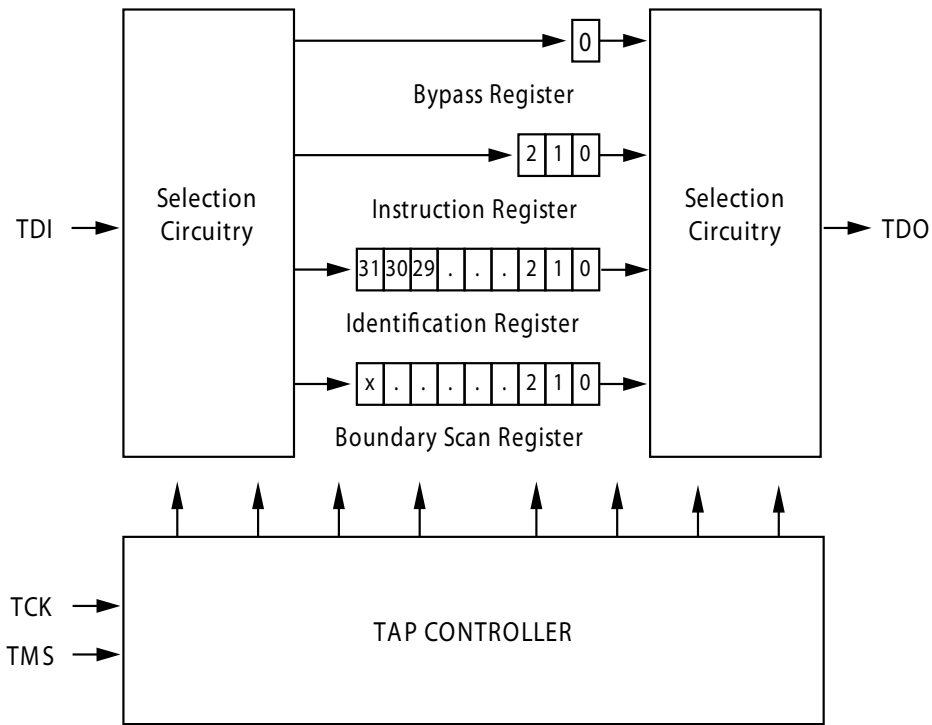 0
Bypass Register
2 1 0
Selection
Circuitry
Selection
Circuitry
Instruction Register
TDI
TDO
31 30 29 . . . 2 1 0
Identification Register
x . . . . . 2 1 0
Boundary Scan Register
TCK
TAP CONTROLLER
TMS